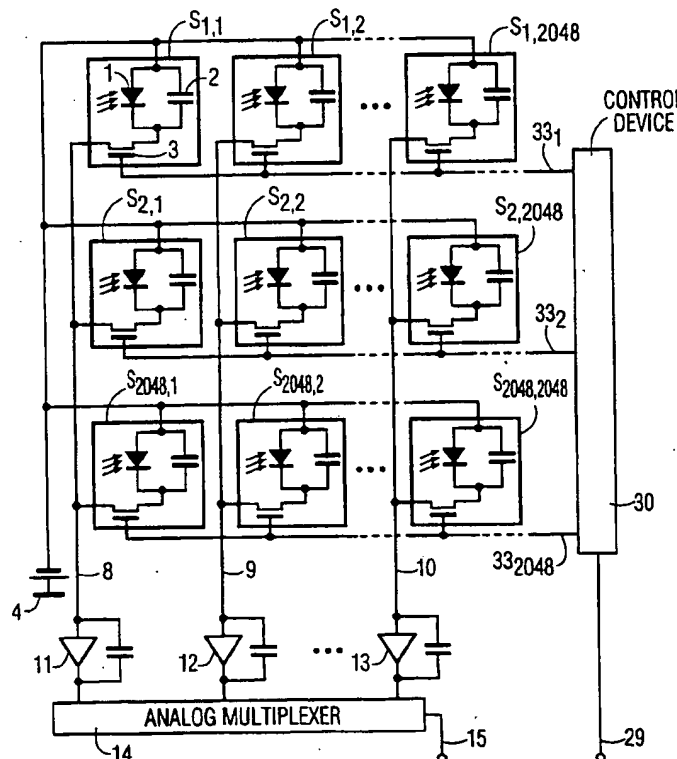 S1,1
S1,2
S1,2048
1
2
3
CONTROL
DEVICE
331
S2,1
S2,2
S2,2048
332
S2048,1
S2048,2
S2048,2048
30
332048
4
8
9
10
11
12
13
ANALOG MULTIPLEXER
14
15
29